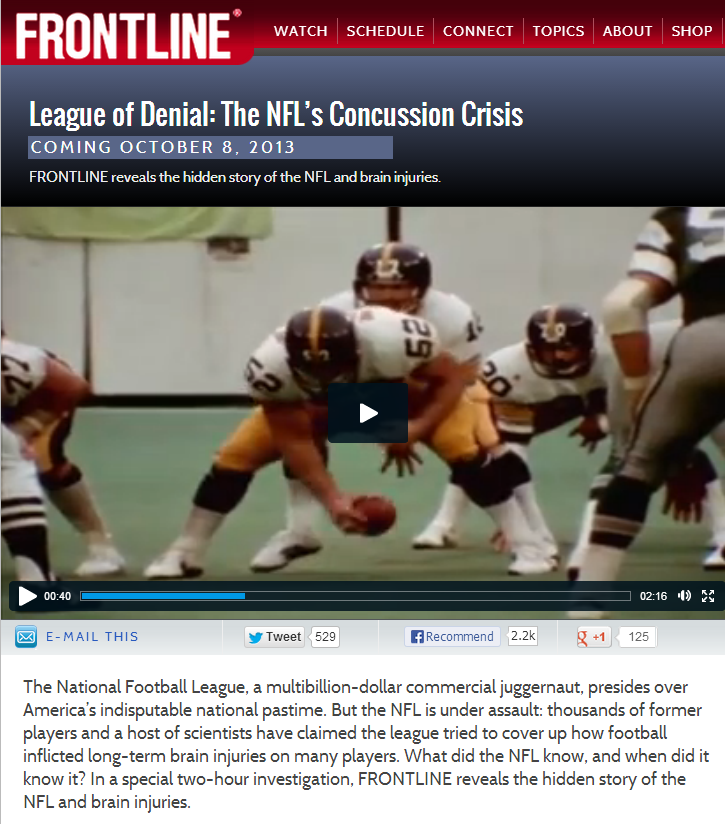 FRONTLINE®
WATCH SCHEDULE CONNECT TOPICS ABOUT SHOP
League of Denial: The NFL's Concussion Crisis
COMING OCTOBER 8, 2013
FRONTLINE reveals the hidden story of the NFL and brain injuries.
12
52
52
20
77
00:40 02:16
E-MAIL THIS Tweet 529 Recommend 2.2k +1 125
The National Football League, a multibillion-dollar commercial juggernaut, presides over
America's indisputable national pastime. But the NFL is under assault: thousands of former
players and a host of scientists have claimed the league tried to cover up how football
inflicted long-term brain injuries on many players. What did the NFL know, and when did it
know it? In a special two-hour investigation, FRONTLINE reveals the hidden story of the
NFL and brain injuries.